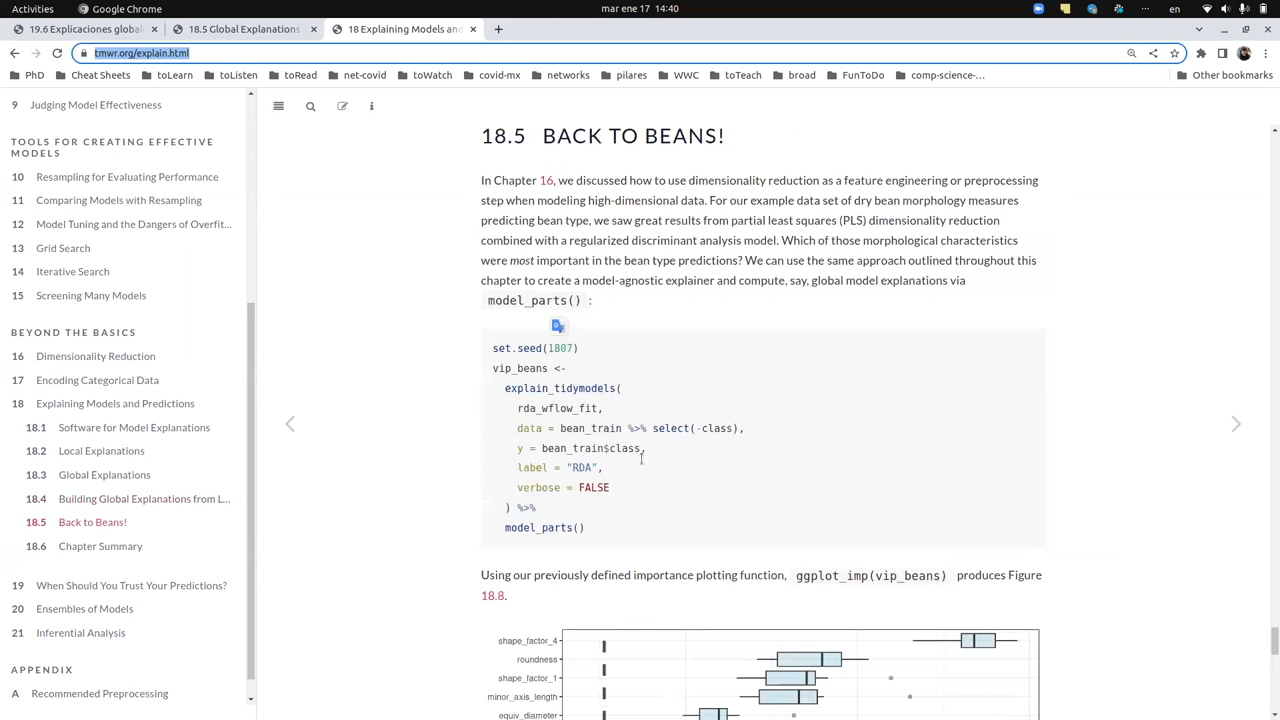 Activities
Google Chrome
mar ene 17 14:40
19.6 Explicaciones global
18.5 Global Explanations
18 Explaining Models and
tmwr.org/explain.html
PhD
Cheat Sheets
toLearn
toListen
toRead
net-covid
toWatch
covid-mx
networks
pilares
WWC
toTeach
broad
FunToDo
comp-science-…
Other bookmarks
9 Judging Model Effectiveness
TOOLS FOR CREATING EFFECTIVE
MODELS
10 Resampling for Evaluating Performance
11 Comparing Models with Resampling
12 Model Tuning and the Dangers of Overfit...
13 Grid Search
14 Iterative Search
15 Screening Many Models
BEYOND THE BASICS
16 Dimensionality Reduction
17 Encoding Categorical Data
18 Explaining Models and Predictions
18.1 Software for Model Explanations
18.2 Local Explanations
18.3 Global Explanations
18.4 Building Global Explanations from L...
18.5 Back to Beans!
18.6 Chapter Summary
19 When Should You Trust Your Predictions?
20 Ensembles of Models
21 Inferential Analysis
APPENDIX
A Recommended Preprocessing
18.5 BACK TO BEANS!
In Chapter 16, we discussed how to use dimensionality reduction as a feature engineering or preprocessing
step when modeling high-dimensional data. For our example data set of dry bean morphology measures
predicting bean type, we saw great results from partial least squares (PLS) dimensionality reduction
combined with a regularized discriminant analysis model. Which of those morphological characteristics
were most important in the bean type predictions? We can use the same approach outlined throughout this
chapter to create a model-agnostic explainer and compute, say, global model explanations via
model_parts() :
set.seed(1807)
vip_beans <-
explain_tidymodels(
rda_wflow_fit,
data = bean_train %>% select(-class),
y = bean_train$class,
label = "RDA",
verbose = FALSE
) %>%
model_parts()
Using our previously defined importance plotting function, ggplot_imp(vip_beans) produces Figure
18.8.
shape_factor_4
roundness
shape_factor_1
minor_axis_length
equiv_diameter